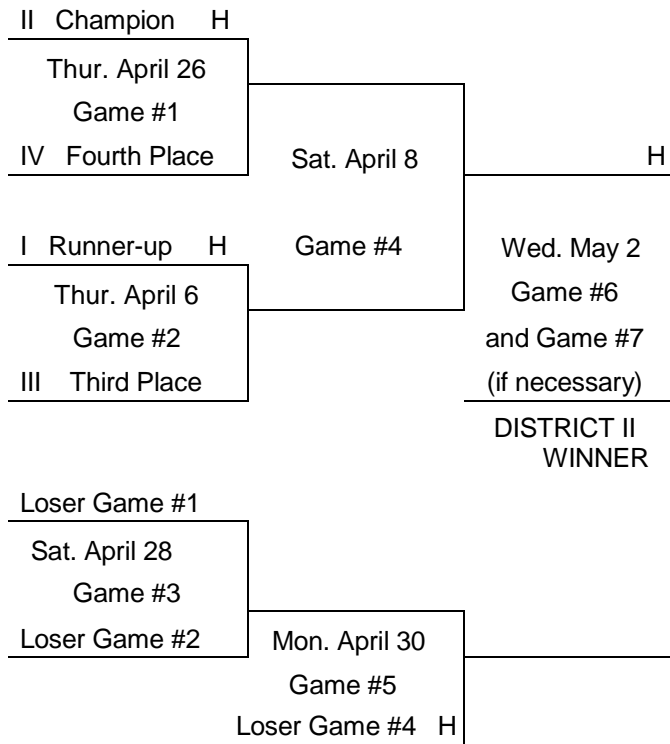 II Champion H
Thur. April 26
Game #1
IV Fourth Place
Sat. April 8
H
I Runner-up H
Game #4
Wed. May 2
Thur. April 6
Game #6
Game #2
and Game #7
III Third Place
(if necessary)
DISTRICT II
WINNER
Loser Game #1
Sat. April 28
Game #3
Loser Game #2
Mon. April 30
Game #5
Loser Game #4 H